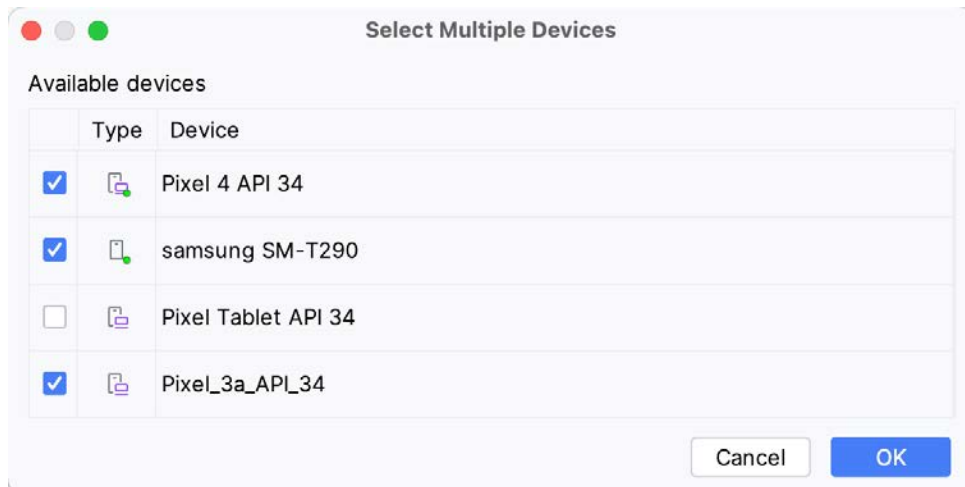 Select Multiple Devices
Available devices
Type Device
Pixel 4 API 34
samsung SM-T290
Pixel Tablet API 34
Pixel_3a_API_34
Cancel OK